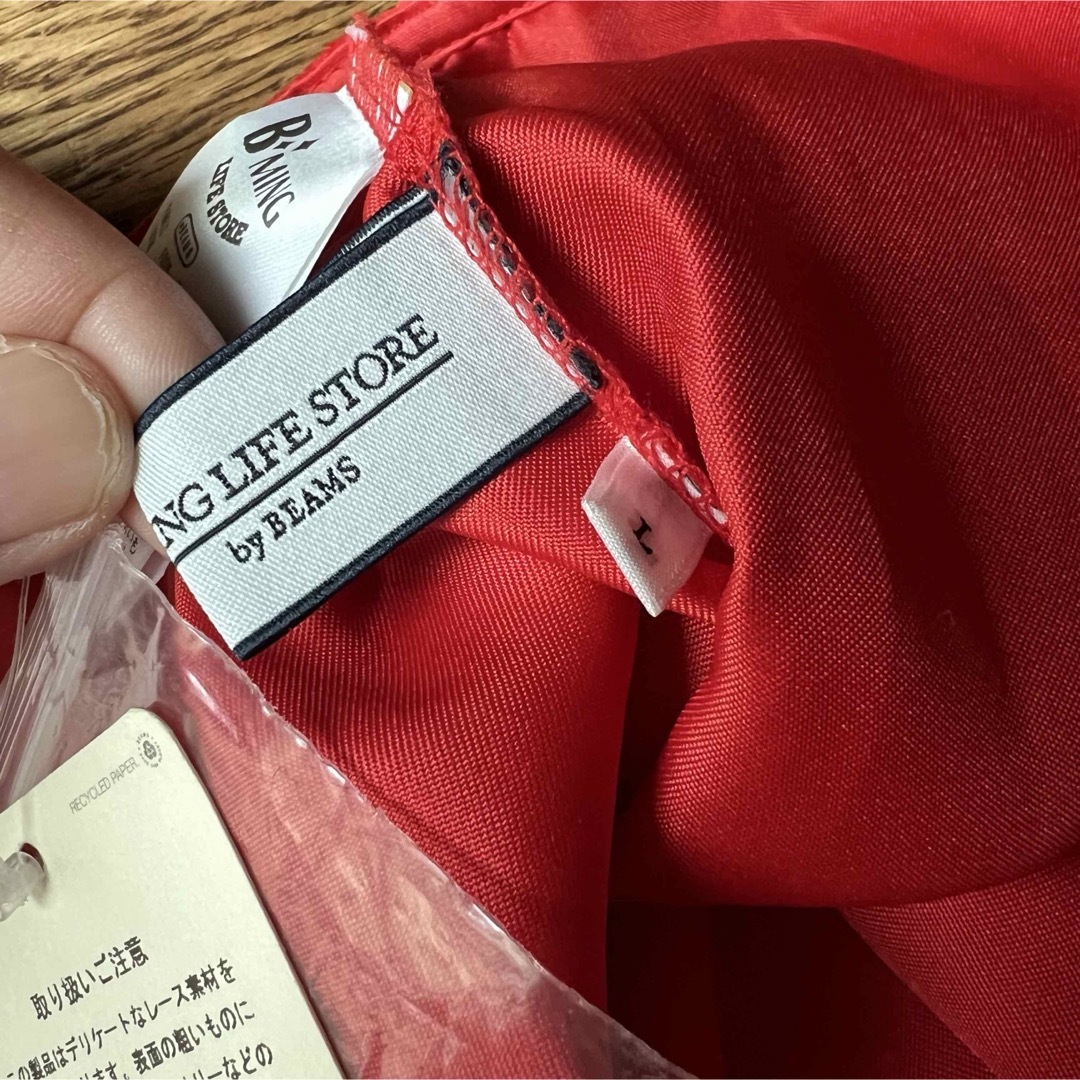 B:MING
LIFE STORE
NG LIFE STORE
by BEAMS
L
RECYCLED PAPER.
取り扱いご注意
この製品はデリケートなレース素材を
ります。表面の粗いものに
リーなどの